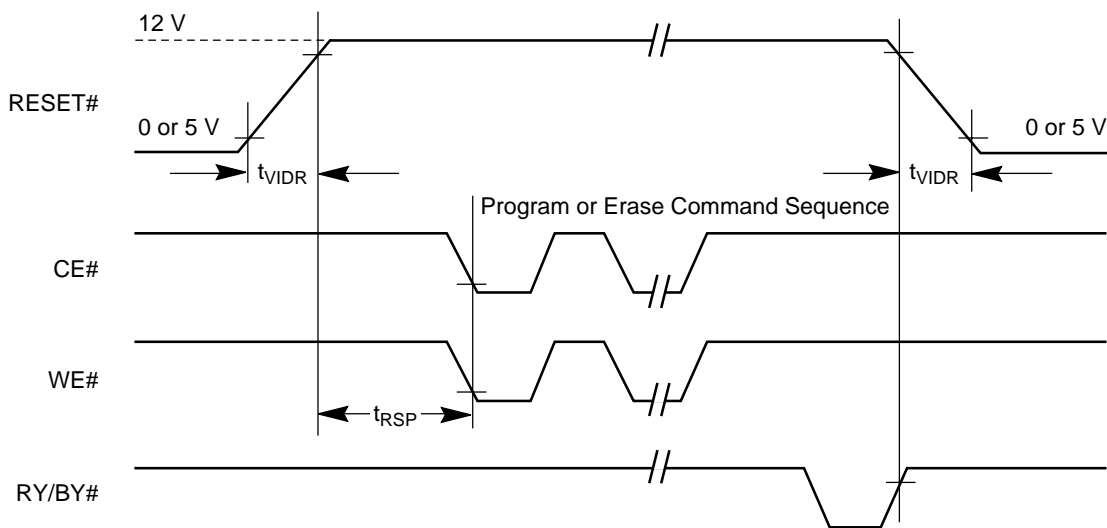 12 V
RESET#
0 or 5 V
0 or 5 V
tVIDR
tVIDR
Program or Erase Command Sequence
CE#
WE#
tRSP
RY/BY#